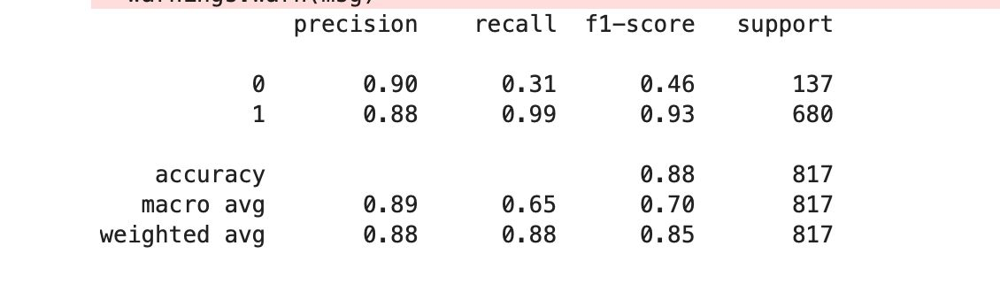 warnings.warn(msg)
precision recall f1-score support
0 0.90 0.31 0.46 137
1 0.88 0.99 0.93 680
accuracy 0.88 817
macro avg 0.89 0.65 0.70 817
weighted avg 0.88 0.88 0.85 817